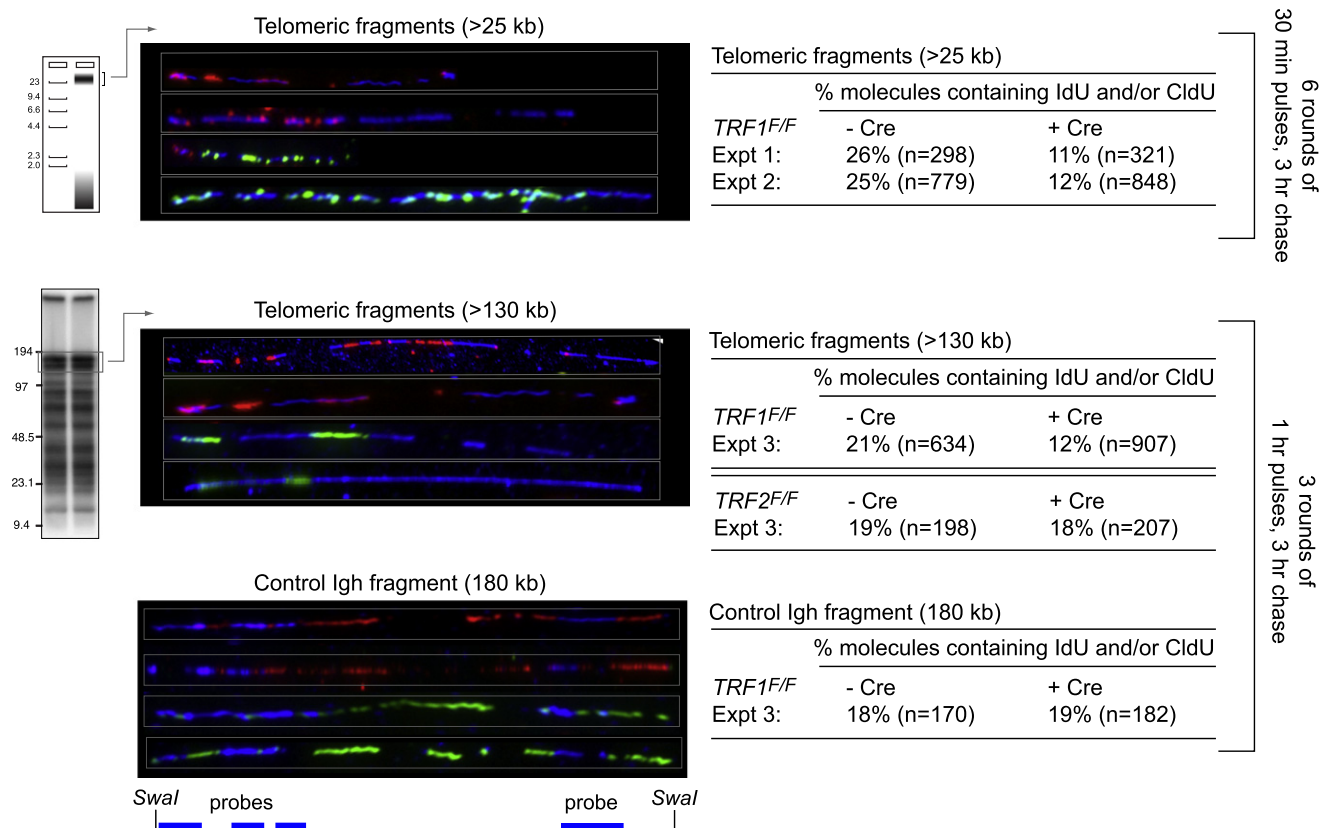 Telomeric fragments (>25 kb)
23
9.4
6.6
4.4
2.3
2.0
Telomeric fragments (>25 kb)
% molecules containing IdU and/or CldU
TRF1F/F - Cre + Cre
Expt 1: 26% (n=298) 11% (n=321)
Expt 2: 25% (n=779) 12% (n=848)
6 rounds of
30 min pulses, 3 hr chase
Telomeric fragments (>130 kb)
194
97
48.5
23.1
9.4
Telomeric fragments (>130 kb)
% molecules containing IdU and/or CldU
TRF1F/F - Cre + Cre
Expt 3: 21% (n=634) 12% (n=907)
TRF2F/F - Cre + Cre
Expt 3: 19% (n=198) 18% (n=207)
3 rounds of
1 hr pulses, 3 hr chase
Control Igh fragment (180 kb)
Control Igh fragment (180 kb)
% molecules containing IdU and/or CldU
TRF1F/F - Cre + Cre
Expt 3: 18% (n=170) 19% (n=182)
SwaI probes probe SwaI